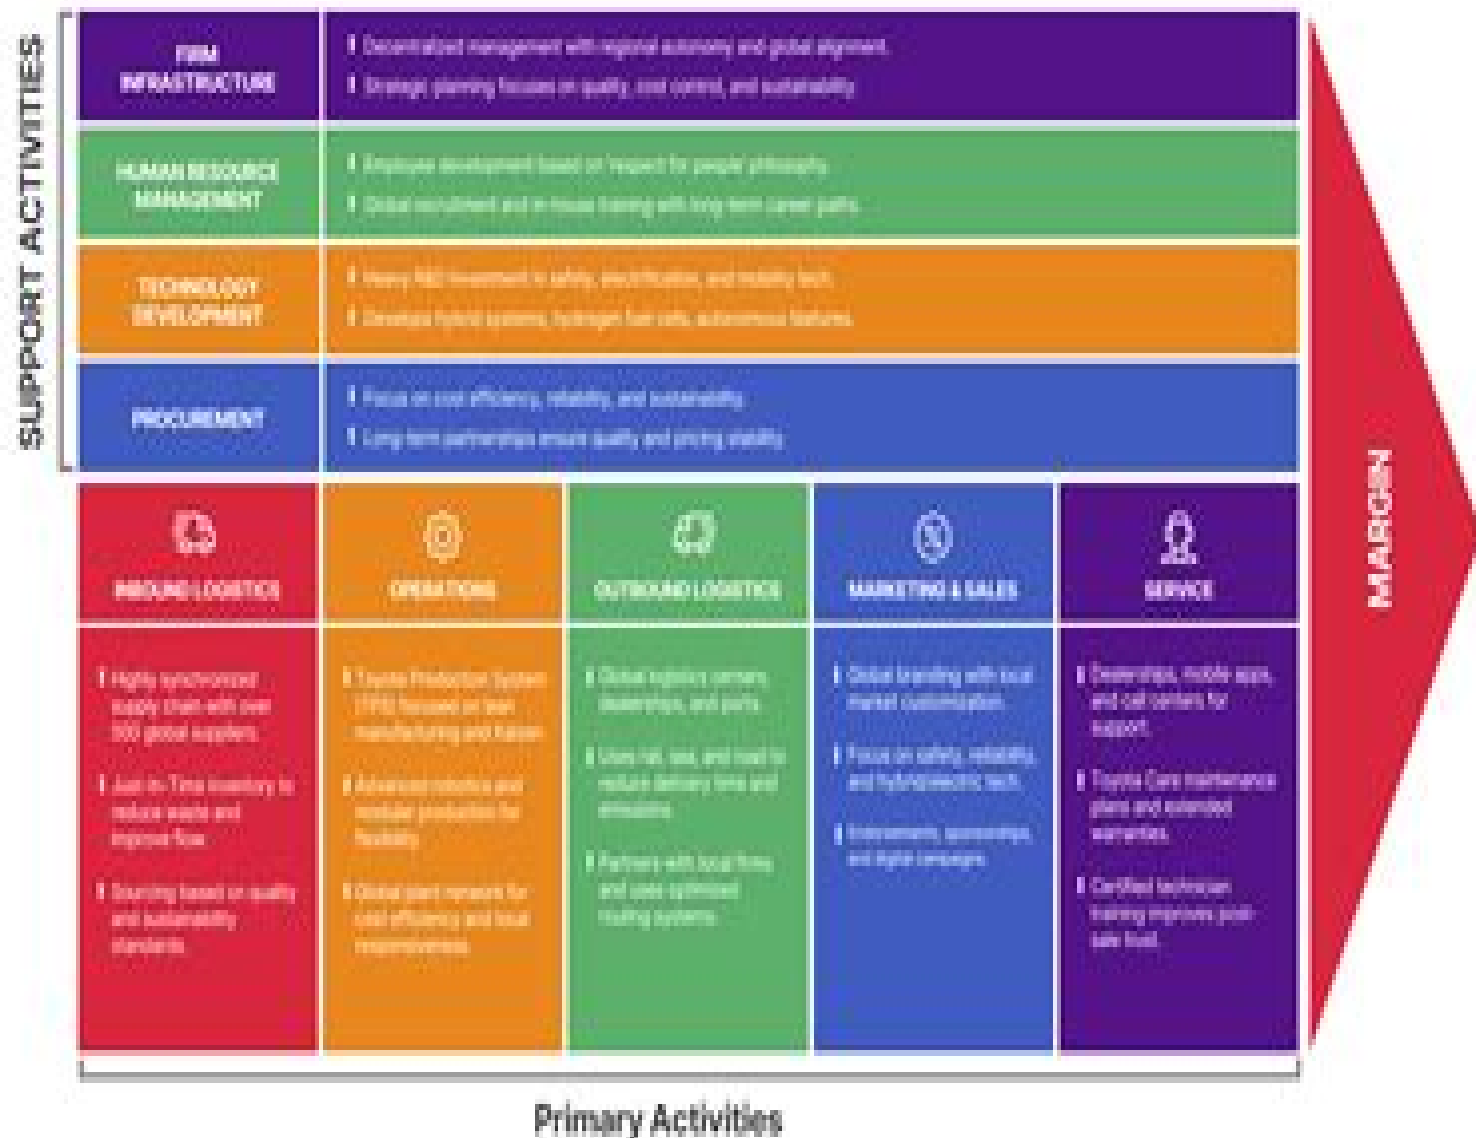 SUPPORT ACTIVITIES
FIRM
INFRASTRUCTURE
Decentralized management with regional autonomy and global alignment.
Strategic planning focuses on quality, cost control, and sustainability.
HUMAN RESOURCE
MANAGEMENT
Employee development based on 'respect for people' philosophy.
Global recruitment and in-house training with long-term career paths.
TECHNOLOGY
DEVELOPMENT
Heavy R&D investment in safety, electrification, and mobility tech.
Develops hybrid systems, hydrogen fuel cells, autonomous features.
PROCUREMENT
Focus on cost efficiency, reliability, and sustainability.
Long-term partnerships ensure quality and pricing stability.
MARGIN
INBOUND LOGISTICS
Highly synchronized
supply chain with over
global suppliers.
Just-In-Time inventory to
reduce waste and
improve flow.
Sourcing based on quality
and sustainability
standards.
OPERATIONS
Toyota Production System
(TPS) focused on lean
manufacturing and Kaizen
Advanced robotics and
modular production for
flexibility.
Global plant network for
cost efficiency and local
responsiveness.
OUTBOUND LOGISTICS
Global logistics centers,
dealerships, and ports.
Uses rail, sea, and road to
reduce delivery time and
emissions.
Partners with local firms
and uses optimized
routing systems.
MARKETING & SALES
Global branding with local
market customization.
Focus on safety, reliability,
and hybrid/electric tech.
Endorsements, sponsorships,
and digital campaigns.
SERVICE
Dealerships, mobile apps,
and call centers for
support.
Toyota Care maintenance
plans and extended
warranties.
Certified technician
training improves post-
sale trust.
Primary Activities